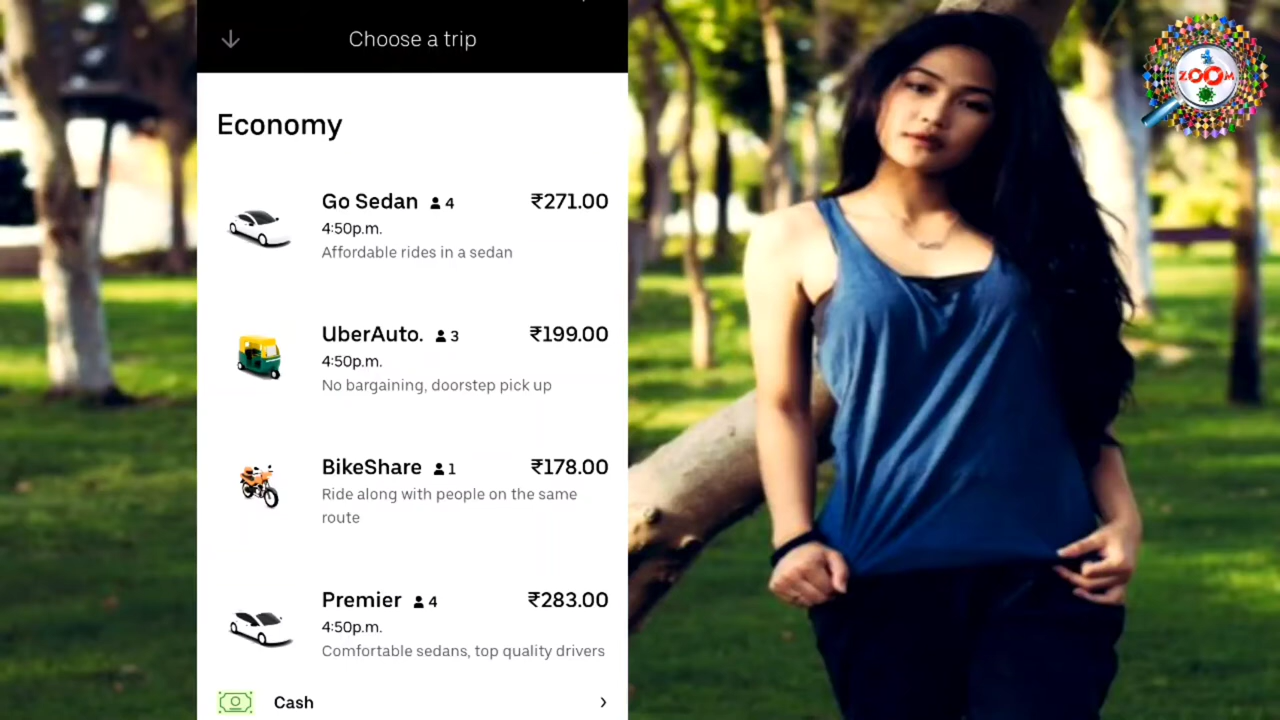 Choose a trip
Economy
Go Sedan 4 ₹271.00
4:50p.m.
Affordable rides in a sedan
UberAuto. 3 ₹199.00
4:50p.m.
No bargaining, doorstep pick up
BikeShare 1 ₹178.00
Ride along with people on the same
route
Premier 4 ₹283.00
4:50p.m.
Comfortable sedans, top quality drivers
Cash
ZOOM